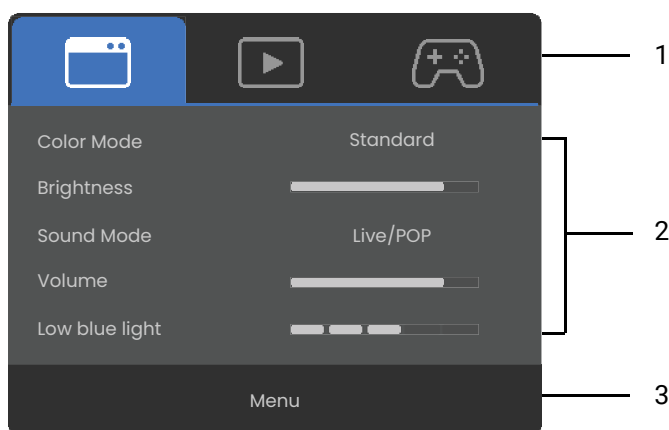 1
Color Mode Standard
Brightness
Sound Mode Live/POP
2
Volume
Low blue light
Menu
3